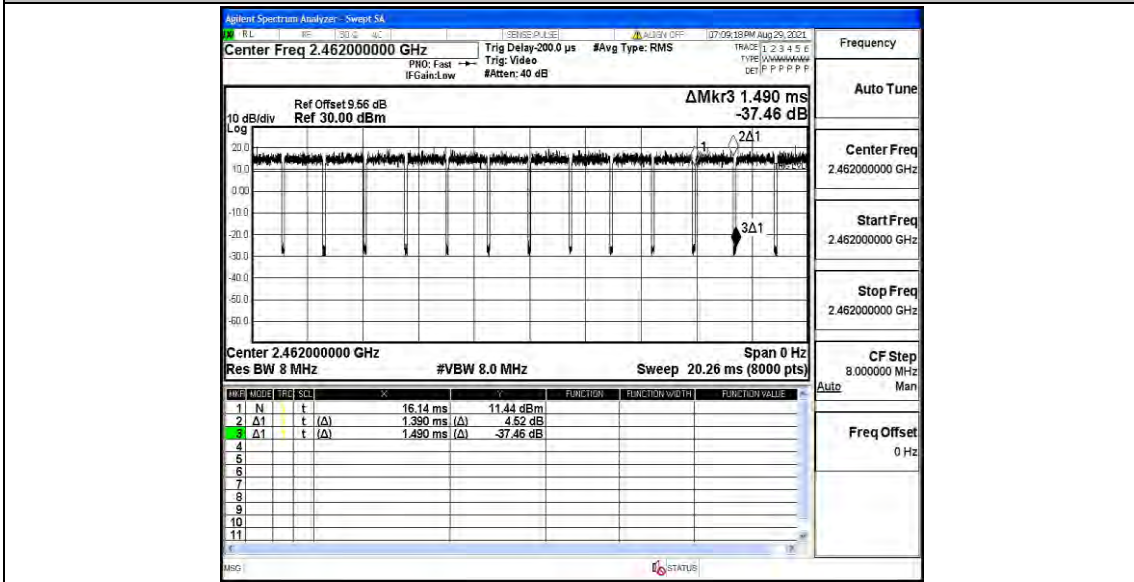 Agilent Spectrum Analyzer - Swept SA
RL RF 50 Ω AC SENSE:PULSE ALIGN OFF 07:09:18 PM Aug 29, 2021
Center Freq 2.462000000 GHz
PNO: Fast
IFGain:Low
Trig Delay-200.0 µs
Trig: Video
#Atten: 40 dB
#Avg Type: RMS
TRACE 1 2 3 4 5 6
TYPE WWWWWW
DET P P P P P P
ΔMkr3 1.490 ms
-37.46 dB
Ref Offset 9.56 dB
10 dB/div Ref 30.00 dBm
Log
20.0
10.0
0.00
-10.0
-20.0
-30.0
-40.0
-50.0
-60.0
1
2Δ1
TRIG LVL
3Δ1
Center 2.462000000 GHz Span 0 Hz
Res BW 8 MHz #VBW 8.0 MHz Sweep 20.26 ms (8000 pts)
MKR MODE TRC SCL X Y FUNCTION FUNCTION WIDTH FUNCTION VALUE
1 N 1 t 16.14 ms 11.44 dBm
2 Δ1 1 t (Δ) 1.390 ms (Δ) 4.52 dB
3 Δ1 1 t (Δ) 1.490 ms (Δ) -37.46 dB
4
5
6
7
8
9
10
11
MSG STATUS
Frequency
Auto Tune
Center Freq
2.462000000 GHz
Start Freq
2.462000000 GHz
Stop Freq
2.462000000 GHz
CF Step
8.000000 MHz
Auto Man
Freq Offset
0 Hz